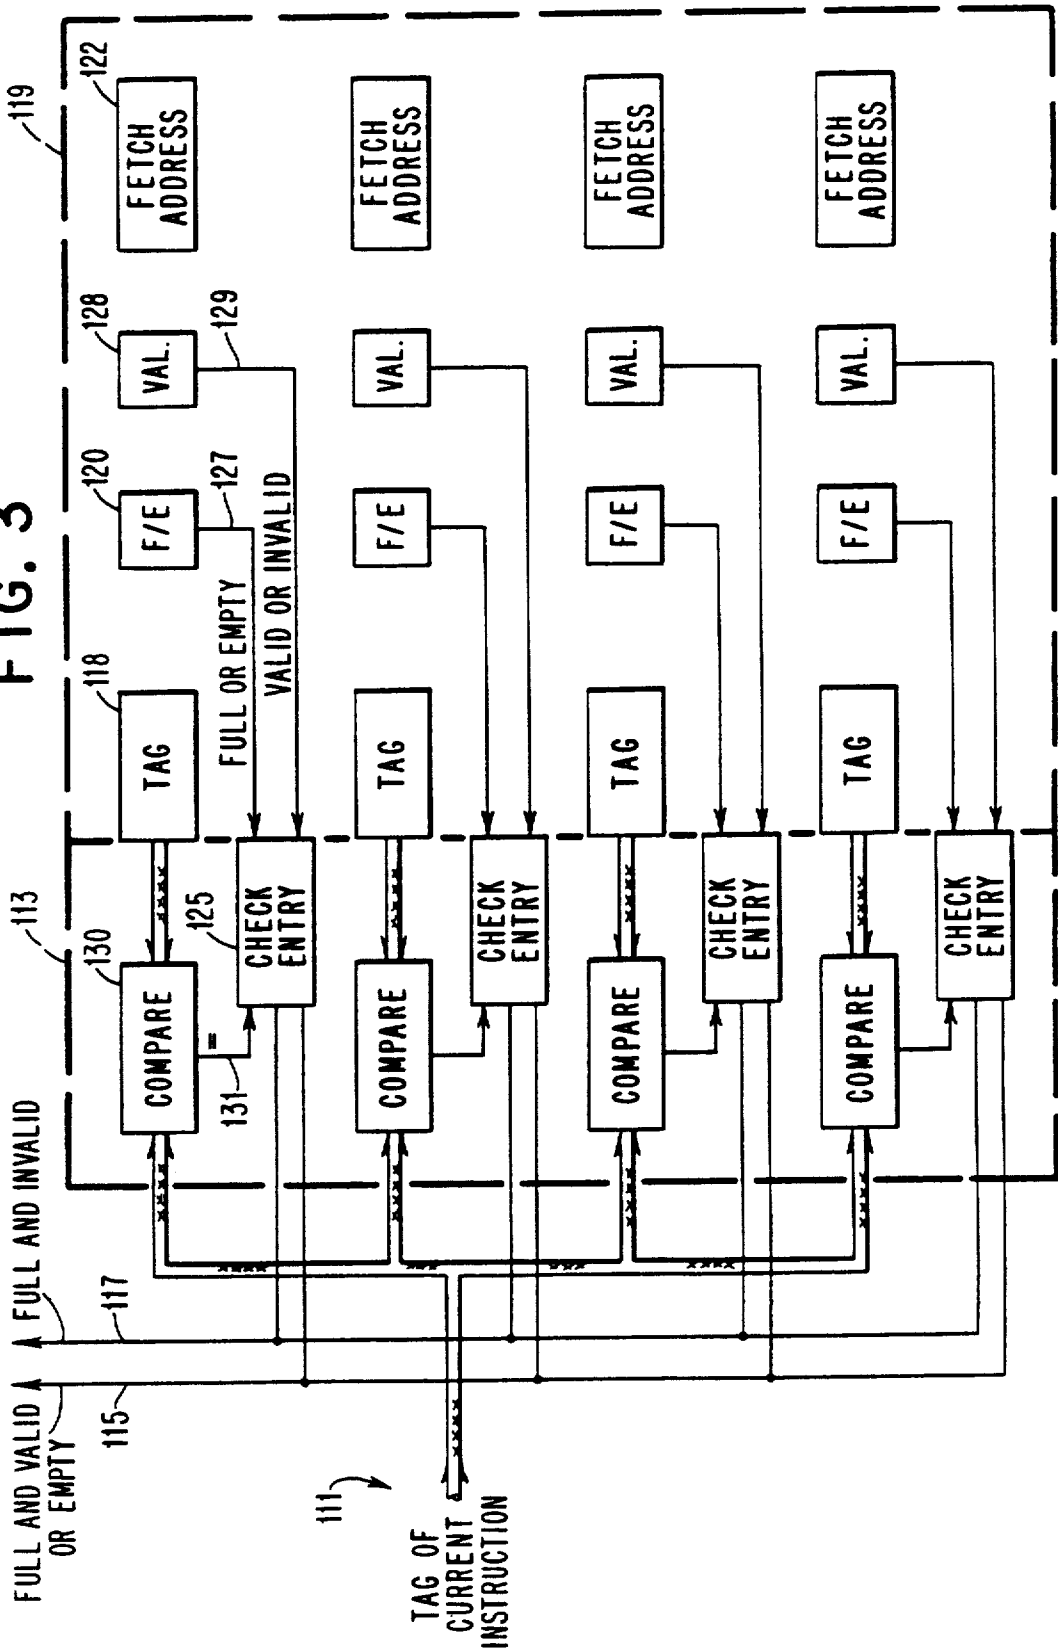 FIG. 3
119
113
FULL AND INVALID
117
FULL AND VALID
OR EMPTY
115
111
TAG OF
CURRENT
INSTRUCTION
130
COMPARE
=
131
125
CHECK
ENTRY
118
TAG
120
F/E
127
FULL OR EMPTY
128
VAL.
129
VALID OR INVALID
122
FETCH
ADDRESS
COMPARE
CHECK
ENTRY
TAG
F/E
VAL.
FETCH
ADDRESS
COMPARE
CHECK
ENTRY
TAG
F/E
VAL.
FETCH
ADDRESS
COMPARE
CHECK
ENTRY
TAG
F/E
VAL.
FETCH
ADDRESS